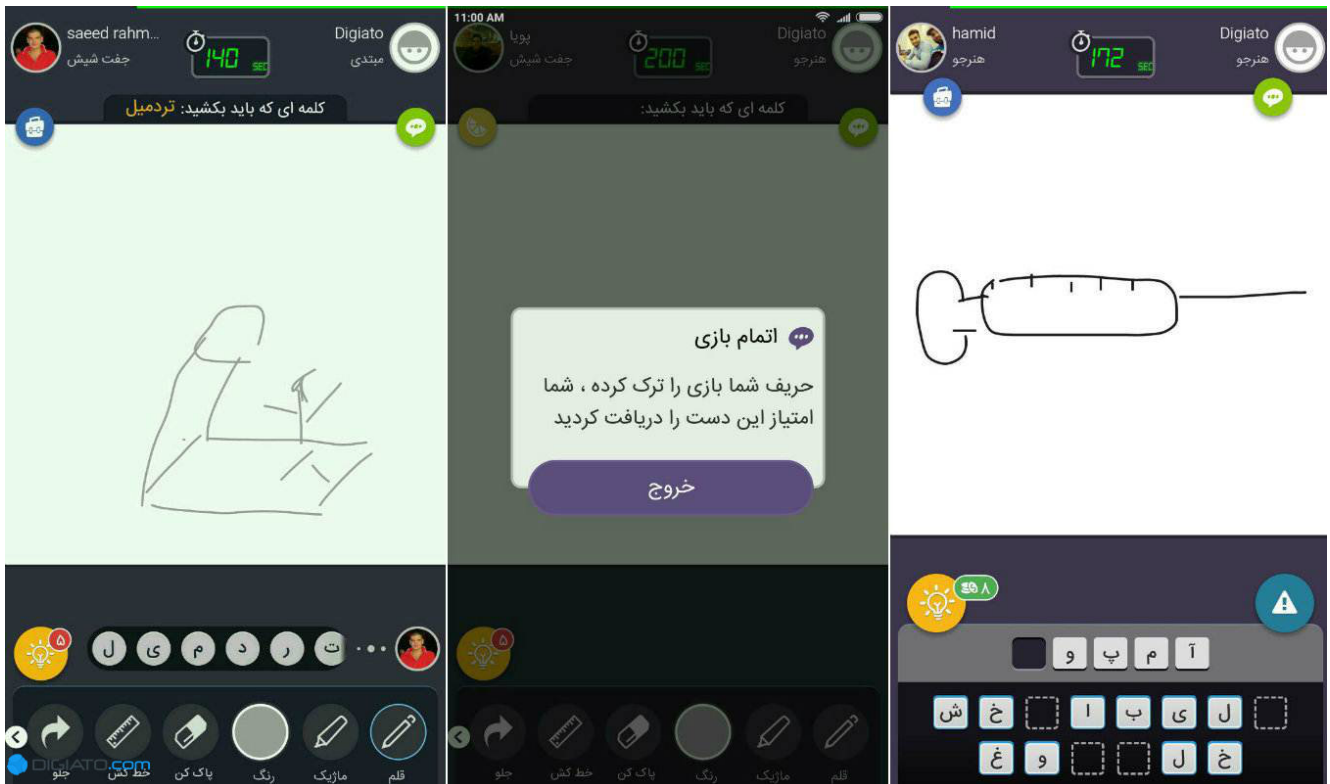 saeed rahm...
جفت شیش
140 SEC
Digiato
مبتدی
کلمه ای که باید بکشید: تردمیل
۵
ت ر د م ی ل
قلم
ماژیک
رنگ
پاک کن
خط کش
جلو
DIGIATO.com
11:00 AM
پویا
جفت شیش
200 SEC
Digiato
هنرجو
کلمه ای که باید بکشید:
اتمام بازی
حریف شما بازی را ترک کرده ، شما
امتیاز این دست را دریافت کردید
خروج
۵
قلم
ماژیک
رنگ
پاک کن
خط کش
جلو
hamid
هنرجو
172 SEC
Digiato
هنرجو
۸
آ م پ و
ل ی ب ا خ ش
خ ل و غ